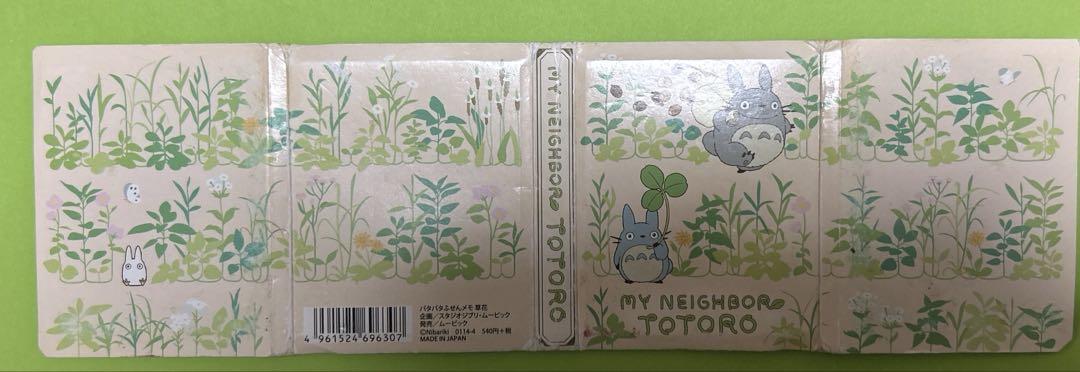 パタパタふせんメモ 草花
企画/スタジオジブリ・ムービック
発売/ムービック
©Nibariki 0114-4 540円+税
MADE IN JAPAN
4 961524 696307
MY NEIGHBOR TOTORO
MY NEIGHBOR
TOTORO